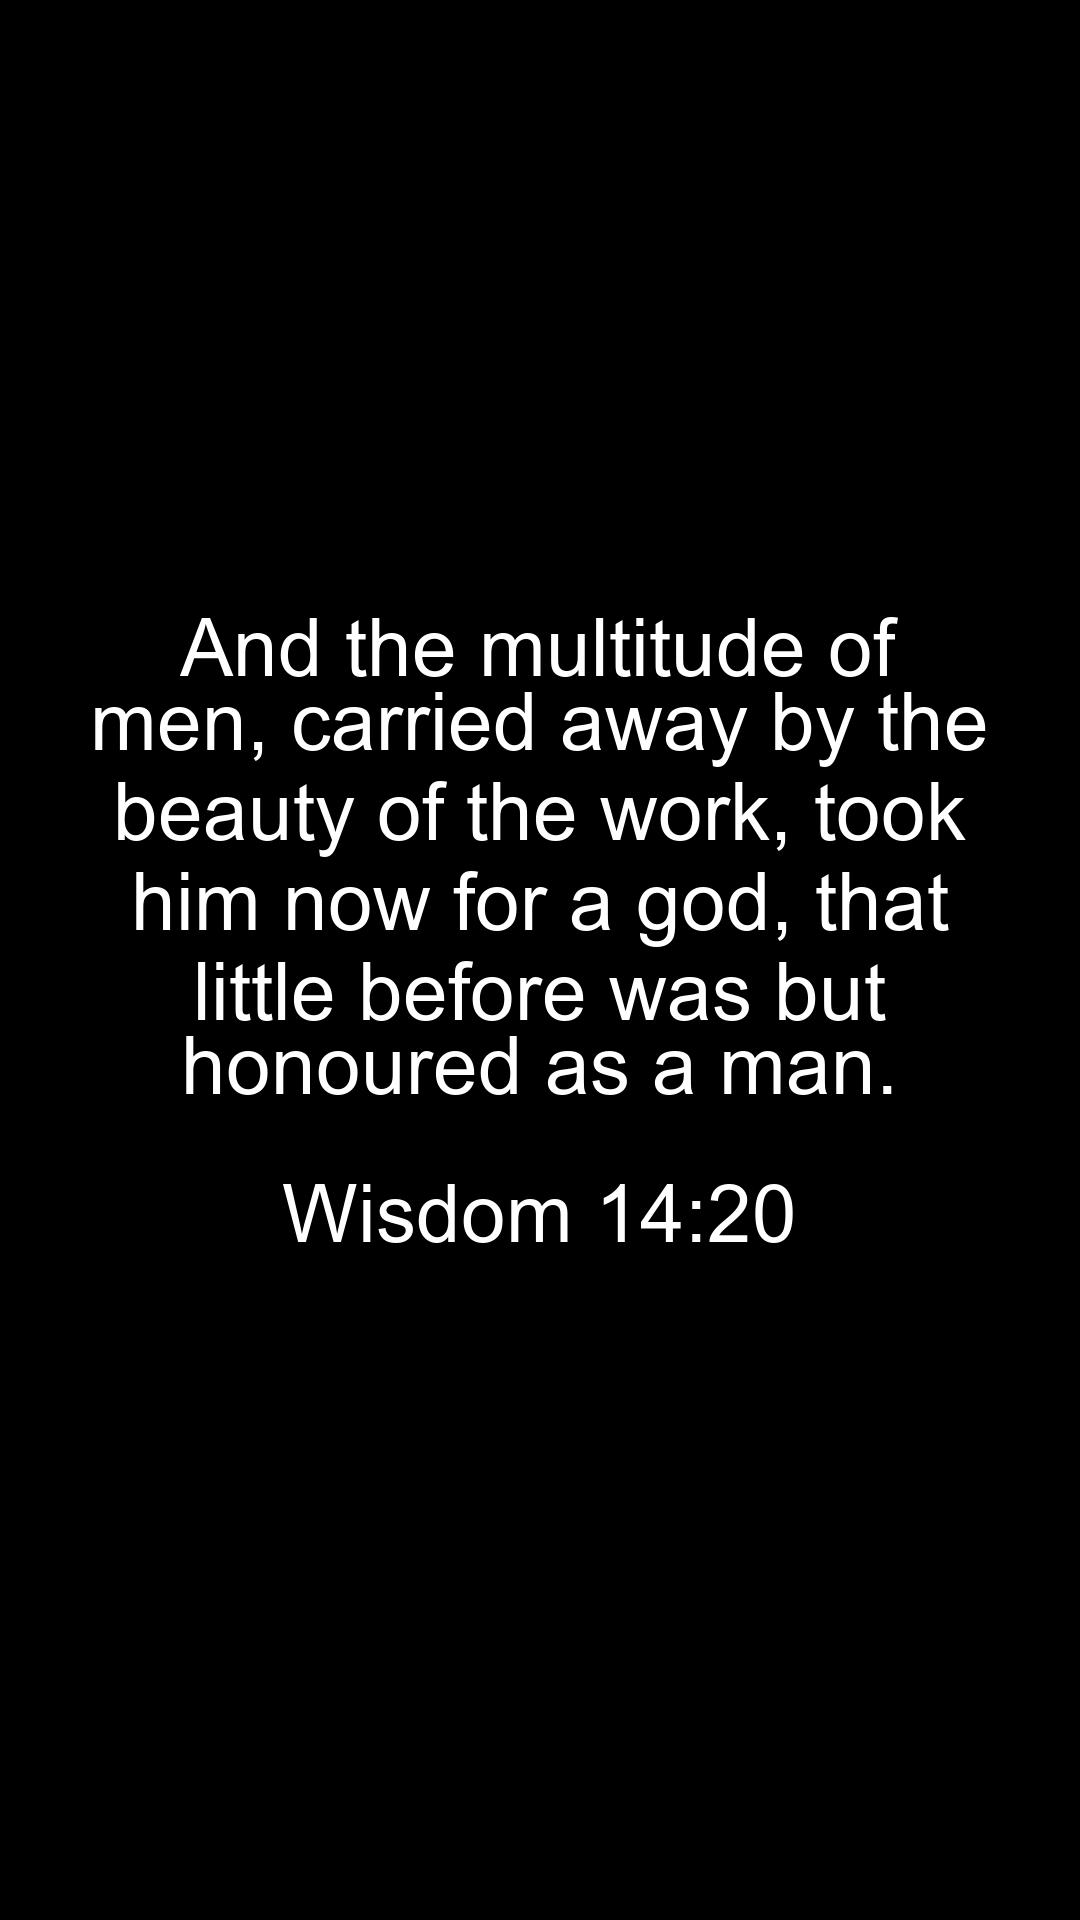 And the multitude of
men, carried away by the
beauty of the work, took
him now for a god, that
little before was but
honoured as a man.
Wisdom 14:20